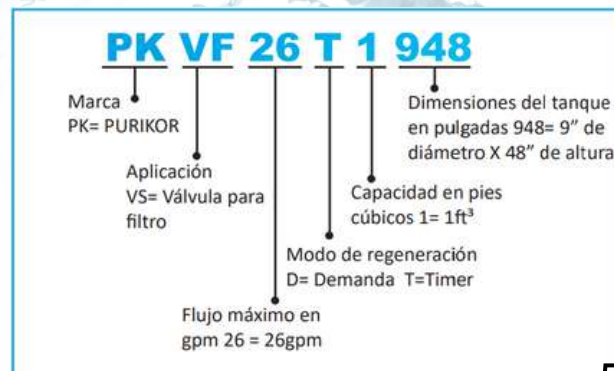 PK VF 26 T 1 948
Marca
PK= PURIKOR
Aplicación
VS= Válvula para
filtro
Flujo máximo en
gpm 26 = 26gpm
Modo de regeneración
D= Demanda T=Timer
Capacidad en pies
cúbicos 1= 1ft³
Dimensiones del tanque
en pulgadas 948= 9” de
diámetro X 48” de altura